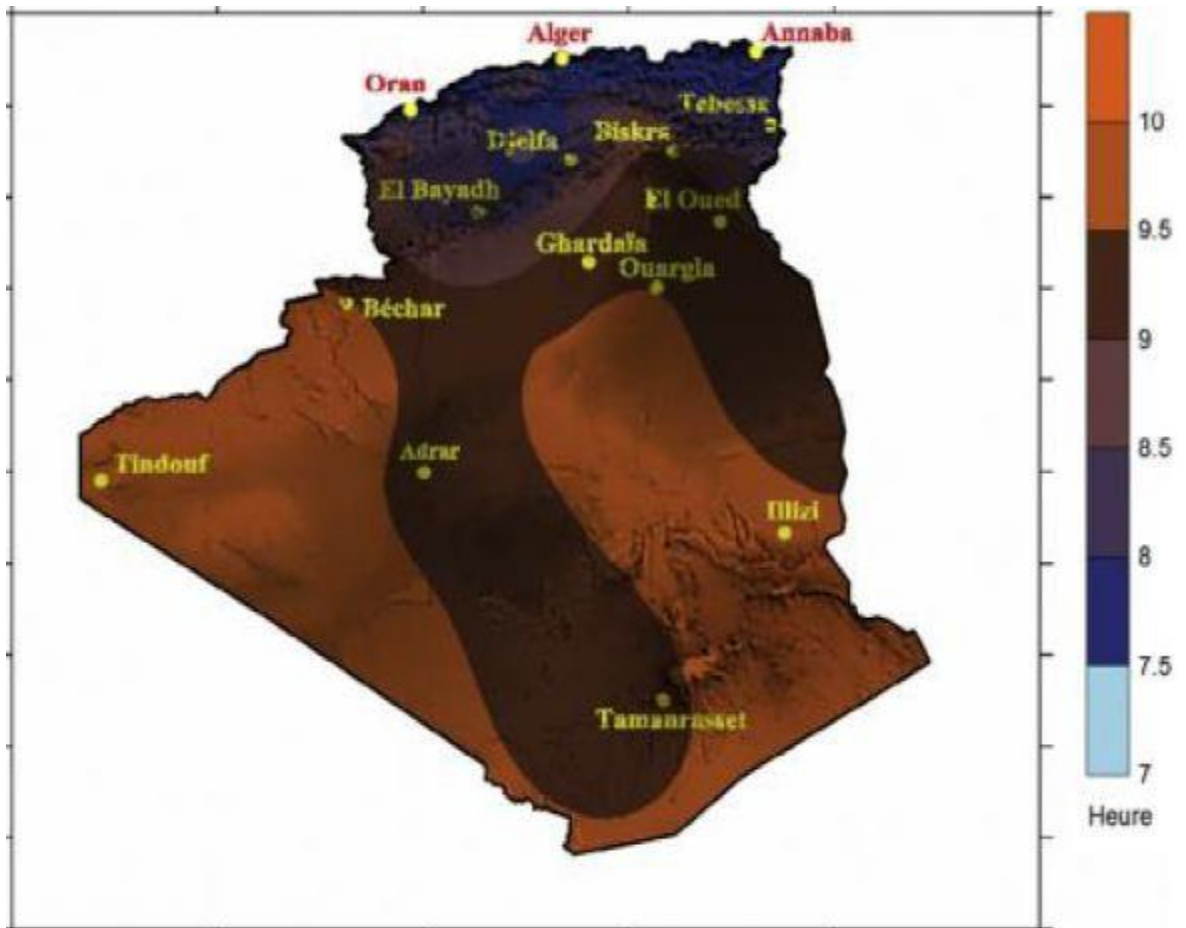 Alger
Annaba
Oran
Tebessa
Djelfa
Biskra
El Bayadh
El Oued
Ghardaïa
Ouargla
Béchar
Adrar
Tindouf
Illizi
Tamanrasset
10
9.5
9
8.5
8
7.5
7
Heure